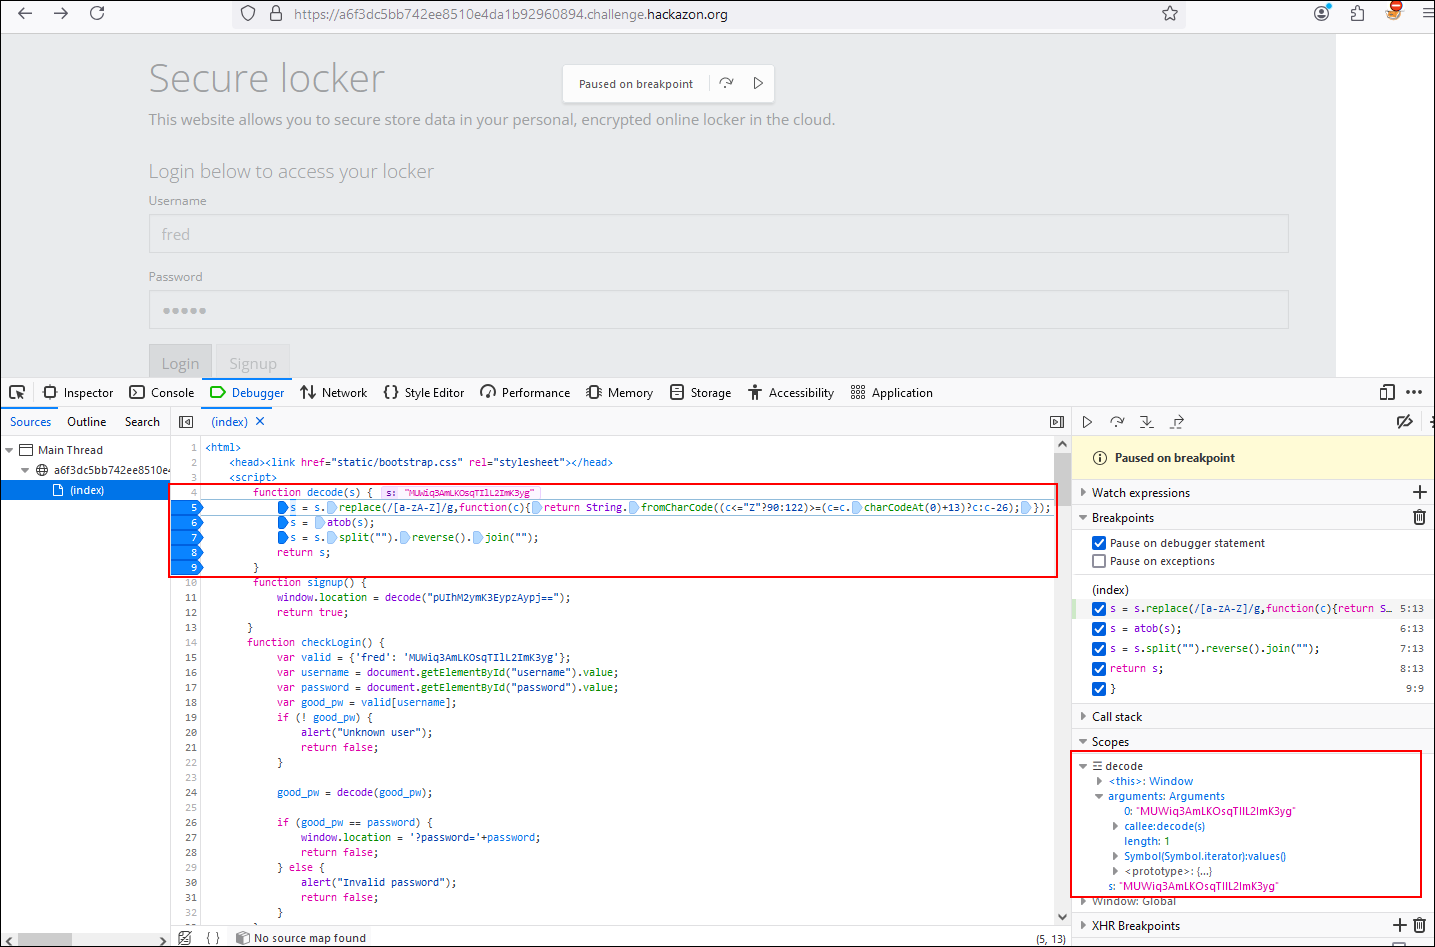 https://a6f3dc5bb742ee8510e4da1b92960894.challenge.hackazon.org
Secure locker
Paused on breakpoint
This website allows you to secure store data in your personal, encrypted online locker in the cloud.
Login below to access your locker
Username
fred
Password
●●●●●
Login Signup
Inspector Console Debugger Network Style Editor Performance Memory Storage Accessibility Application
Sources Outline Search
Main Thread
a6f3dc5bb742ee8510e4
(index)
(index)
1 <html>
2 <head><link href="static/bootstrap.css" rel="stylesheet"></head>
3 <script>
4 function decode(s) { s: "MUWiq3AmLKOsqTIlL2ImK3yg"
5 s = s.replace(/[a-zA-Z]/g,function(c){return String.fromCharCode((c<="Z"?90:122)>=(c=c.charCodeAt(0)+13)?c:c-26);});
6 s = atob(s);
7 s = s.split("").reverse().join("");
8 return s;
9 }
10 function signup() {
11 window.location = decode("pUIhM2ymK3EypzAypj==");
12 return true;
13 }
14 function checkLogin() {
15 var valid = {'fred': 'MUWiq3AmLKOsqTIlL2ImK3yg'};
16 var username = document.getElementById("username").value;
17 var password = document.getElementById("password").value;
18 var good_pw = valid[username];
19 if (! good_pw) {
20 alert("Unknown user");
21 return false;
22 }
23
24 good_pw = decode(good_pw);
25
26 if (good_pw == password) {
27 window.location = '?password='+password;
28 return false;
29 } else {
30 alert("Invalid password");
31 return false;
32 }
{ } No source map found (5, 13)
Paused on breakpoint
Watch expressions
Breakpoints
Pause on debugger statement
Pause on exceptions
(index)
s = s.replace(/[a-zA-Z]/g,function(c){return S... 5:13
s = atob(s); 6:13
s = s.split("").reverse().join(""); 7:13
return s; 8:13
} 9:9
Call stack
Scopes
decode
<this>: Window
arguments: Arguments
0: "MUWiq3AmLKOsqTIlL2ImK3yg"
callee:decode(s)
length: 1
Symbol(Symbol.iterator):values()
<prototype>: {…}
s: "MUWiq3AmLKOsqTIlL2ImK3yg"
Window: Global
XHR Breakpoints